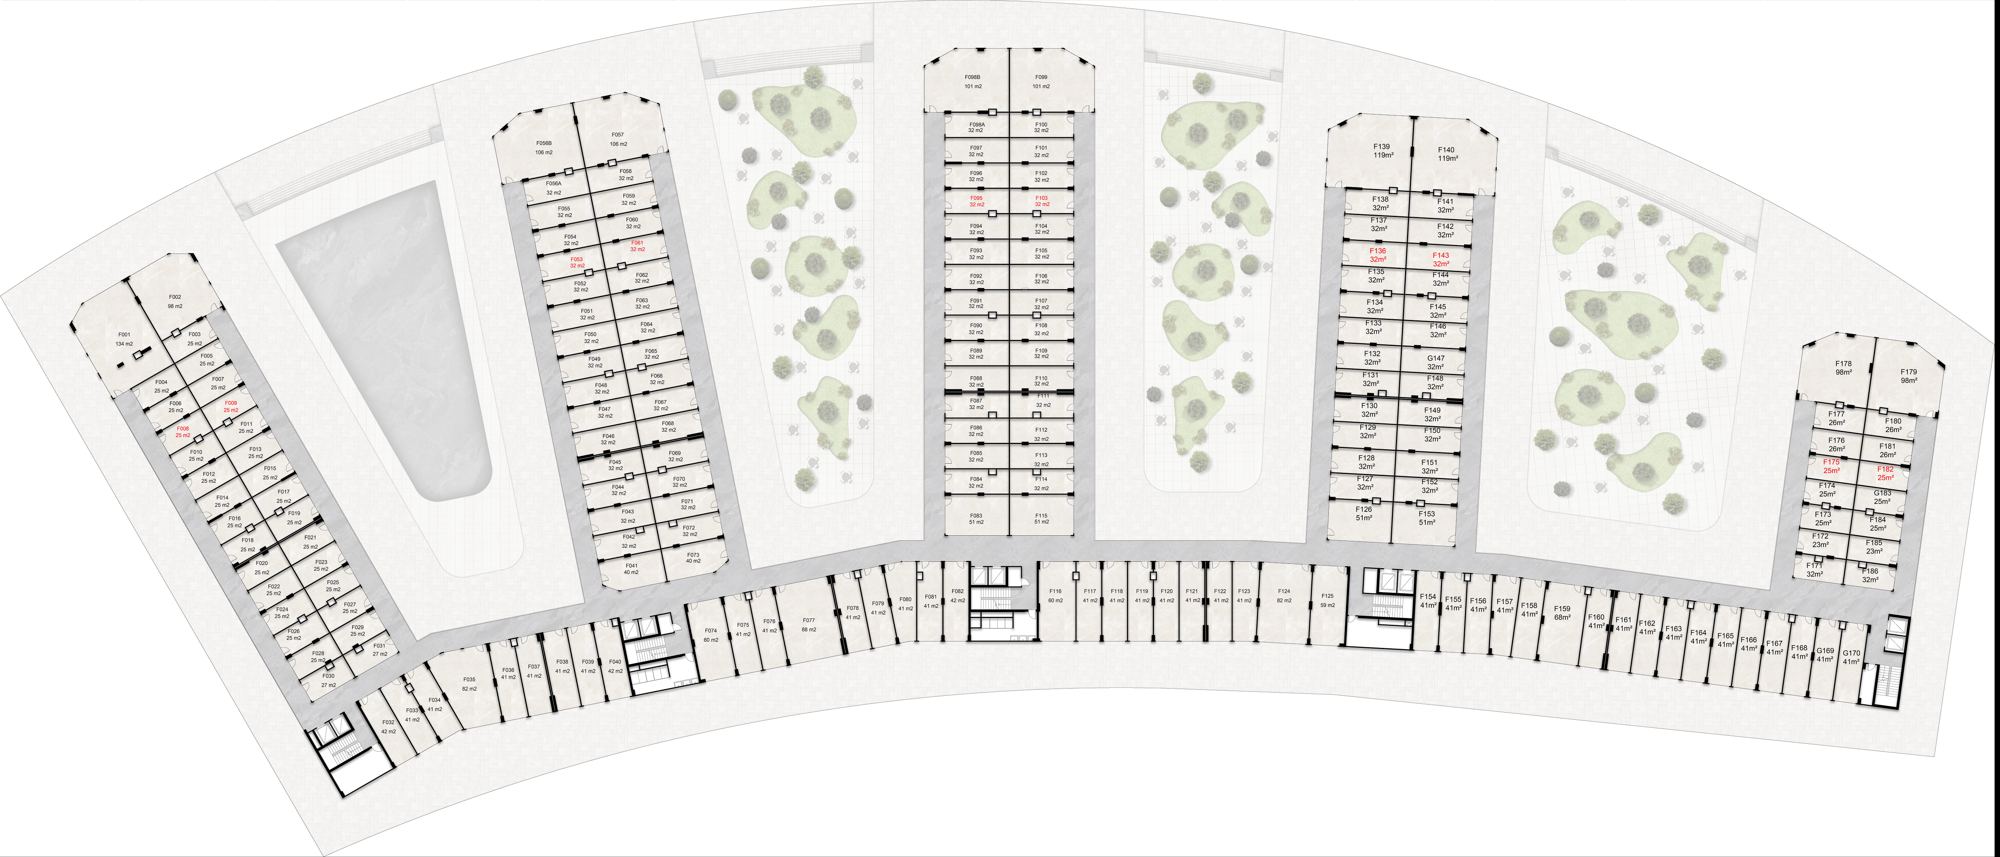 F001
134 m2
F002
98 m2
F003
25 m2
F005
25 m2
F004
25 m2
F007
25 m2
F006
25 m2
F009
25 m2
F008
25 m2
F011
25 m2
F010
25 m2
F013
25 m2
F012
25 m2
F015
25 m2
F014
25 m2
F017
25 m2
F016
25 m2
F019
25 m2
F018
25 m2
F021
25 m2
F020
25 m2
F023
25 m2
F022
25 m2
F025
25 m2
F024
25 m2
F027
25 m2
F026
25 m2
F029
25 m2
F028
25 m2
F031
27 m2
F030
27 m2
F032
42 m2
F033
41 m2
F034
41 m2
F035
82 m2
F036
41 m2
F037
41 m2
F038
41 m2
F039
41 m2
F040
42 m2
F056B
106 m2
F057
106 m2
F056A
32 m2
F058
32 m2
F055
32 m2
F059
32 m2
F054
32 m2
F060
32 m2
F053
32 m2
F061
32 m2
F052
32 m2
F062
32 m2
F051
32 m2
F063
32 m2
F050
32 m2
F064
32 m2
F049
32 m2
F065
32 m2
F048
32 m2
F066
32 m2
F047
32 m2
F067
32 m2
F046
32 m2
F068
32 m2
F045
32 m2
F069
32 m2
F044
32 m2
F070
32 m2
F043
32 m2
F071
32 m2
F042
32 m2
F072
32 m2
F041
40 m2
F073
40 m2
F074
60 m2
F075
41 m2
F076
41 m2
F077
88 m2
F078
41 m2
F079
41 m2
F080
41 m2
F081
41 m2
F082
42 m2
F098B
101 m2
F099
101 m2
F098A
32 m2
F100
32 m2
F097
32 m2
F101
32 m2
F096
32 m2
F102
32 m2
F095
32 m2
F103
32 m2
F094
32 m2
F104
32 m2
F093
32 m2
F105
32 m2
F092
32 m2
F106
32 m2
F091
32 m2
F107
32 m2
F090
32 m2
F108
32 m2
F089
32 m2
F109
32 m2
F088
32 m2
F110
32 m2
F087
32 m2
F111
32 m2
F086
32 m2
F112
32 m2
F085
32 m2
F113
32 m2
F084
32 m2
F114
32 m2
F083
51 m2
F115
51 m2
F116
60 m2
F117
41 m2
F118
41 m2
F119
41 m2
F120
41 m2
F121
41 m2
F122
41 m2
F123
41 m2
F124
82 m2
F125
59 m2
F139
119m²
F140
119m²
F138
32m²
F141
32m²
F137
32m²
F142
32m²
F136
32m²
F143
32m²
F135
32m²
F144
32m²
F134
32m²
F145
32m²
F133
32m²
F146
32m²
F132
32m²
G147
32m²
F131
32m²
F148
32m²
F130
32m²
F149
32m²
F129
32m²
F150
32m²
F128
32m²
F151
32m²
F127
32m²
F152
32m²
F126
51m²
F153
51m²
F154
41m²
F155
41m²
F156
41m²
F157
41m²
F158
41m²
F159
68m²
F160
41m²
F161
41m²
F162
41m²
F163
41m²
F164
41m²
F165
41m²
F166
41m²
F167
41m²
F168
41m²
G169
41m²
G170
41m²
F178
98m²
F179
98m²
F177
26m²
F180
26m²
F176
26m²
F181
26m²
F175
25m²
F182
25m²
F174
25m²
G183
25m²
F173
25m²
F184
25m²
F172
23m²
F185
23m²
F171
32m²
F186
32m²